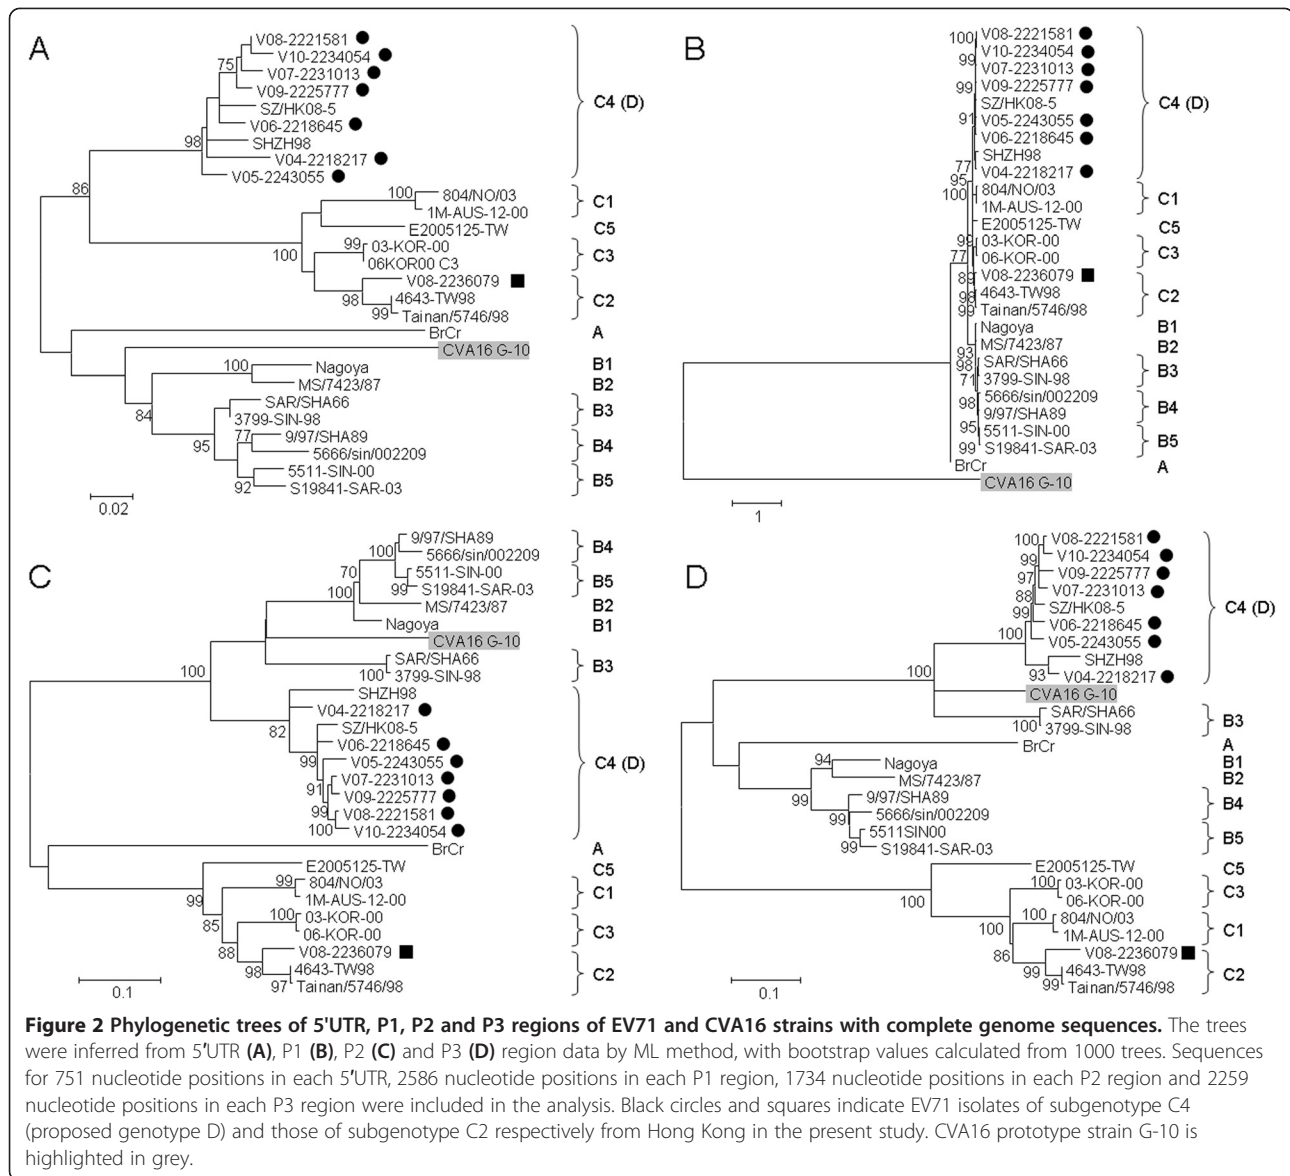 A
V08-2221581
V10-2234054
75
V07-2231013
V09-2225777
SZ/HK08-5
V06-2218645
98
SHZH98
V04-2218217
V05-2243055
C4 (D)
86
100
804/NO/03
1M-AUS-12-00
C1
E2005125-TW
C5
100
99
03-KOR-00
06KOR00 C3
C3
V08-2236079
98
4643-TW98
99
Tainan/5746/98
C2
BrCr
A
CVA16 G-10
100
Nagoya
B1
MS/7423/87
B2
84
SAR/SHA66
3799-SIN-98
B3
95
77
9/97/SHA89
5666/sin/002209
B4
5511-SIN-00
92
S19841-SAR-03
B5
0.02
B
100
V08-2221581
V10-2234054
99
V07-2231013
99
V09-2225777
SZ/HK08-5
91
V05-2243055
V06-2218645
SHZH98
77
V04-2218217
C4 (D)
95
804/NO/03
100
1M-AUS-12-00
C1
E2005125-TW
C5
99
03-KOR-00
77
06-KOR-00
C3
89
V08-2236079
98
4643-TW98
99
Tainan/5746/98
C2
Nagoya
B1
93
MS/7423/87
B2
98
SAR/SHA66
71
3799-SIN-98
B3
98
5666/sin/002209
9/97/SHA89
B4
95
5511-SIN-00
99
S19841-SAR-03
B5
BrCr
A
CVA16 G-10
1
C
9/97/SHA89
100
5666/sin/002209
B4
70
5511-SIN-00
99
S19841-SAR-03
B5
100
MS/7423/87
B2
Nagoya
B1
CVA16 G-10
100
SAR/SHA66
100
3799-SIN-98
B3
SHZH98
V04-2218217
82
SZ/HK08-5
V06-2218645
99
V05-2243055
91
V07-2231013
V09-2225777
99
V08-2221581
100
V10-2234054
C4 (D)
BrCr
A
E2005125-TW
C5
99
99
804/NO/03
1M-AUS-12-00
C1
85
100
03-KOR-00
06-KOR-00
C3
88
V08-2236079
98
4643-TW98
97
Tainan/5746/98
C2
0.1
D
100
V08-2221581
99
V10-2234054
97
V09-2225777
88
V07-2231013
99
SZ/HK08-5
V06-2218645
100
V05-2243055
SHZH98
93
V04-2218217
C4 (D)
CVA16 G-10
100
SAR/SHA66
3799-SIN-98
B3
BrCr
A
94
Nagoya
B1
MS/7423/87
B2
99
9/97/SHA89
5666/sin/002209
B4
5511SIN00
99
S19841-SAR-03
B5
E2005125-TW
C5
100
100
03-KOR-00
06-KOR-00
C3
100
100
804/NO/03
1M-AUS-12-00
C1
86
V08-2236079
99
4643-TW98
99
Tainan/5746/98
C2
0.1
Figure 2 Phylogenetic trees of 5'UTR, P1, P2 and P3 regions of EV71 and CVA16 strains with complete genome sequences. The trees
were inferred from 5′UTR (A), P1 (B), P2 (C) and P3 (D) region data by ML method, with bootstrap values calculated from 1000 trees. Sequences
for 751 nucleotide positions in each 5′UTR, 2586 nucleotide positions in each P1 region, 1734 nucleotide positions in each P2 region and 2259
nucleotide positions in each P3 region were included in the analysis. Black circles and squares indicate EV71 isolates of subgenotype C4
(proposed genotype D) and those of subgenotype C2 respectively from Hong Kong in the present study. CVA16 prototype strain G-10 is
highlighted in grey.